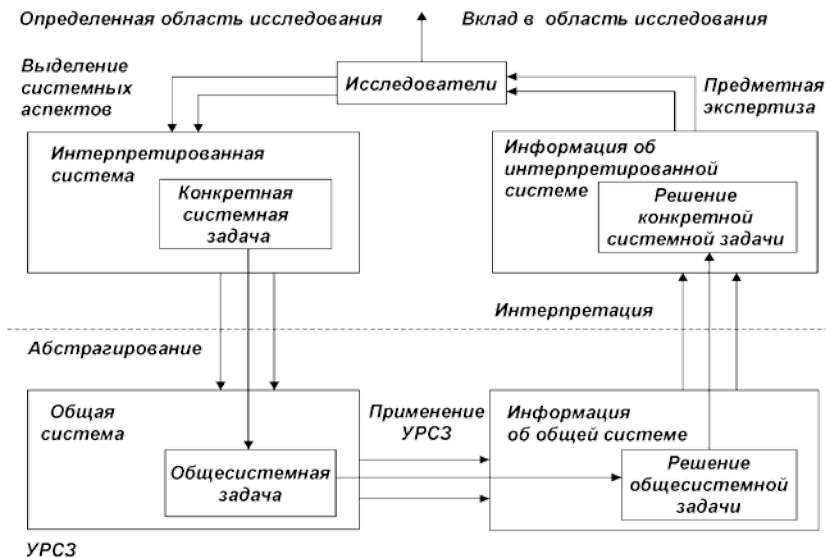 Определенная область исследования
Вклад в область исследования
Выделение
системных
аспектов
Исследователи
Предметная
экспертиза
Интерпретированная
система
Конкретная
системная
задача
Информация об
интерпретированной
системе
Решение
конкретной
системной задачи
Интерпретация
Абстрагирование
Общая
система
Общесистемная
задача
Применение
УРСЗ
Информация
об общей системе
Решение
общесистемной
задачи
УРСЗ